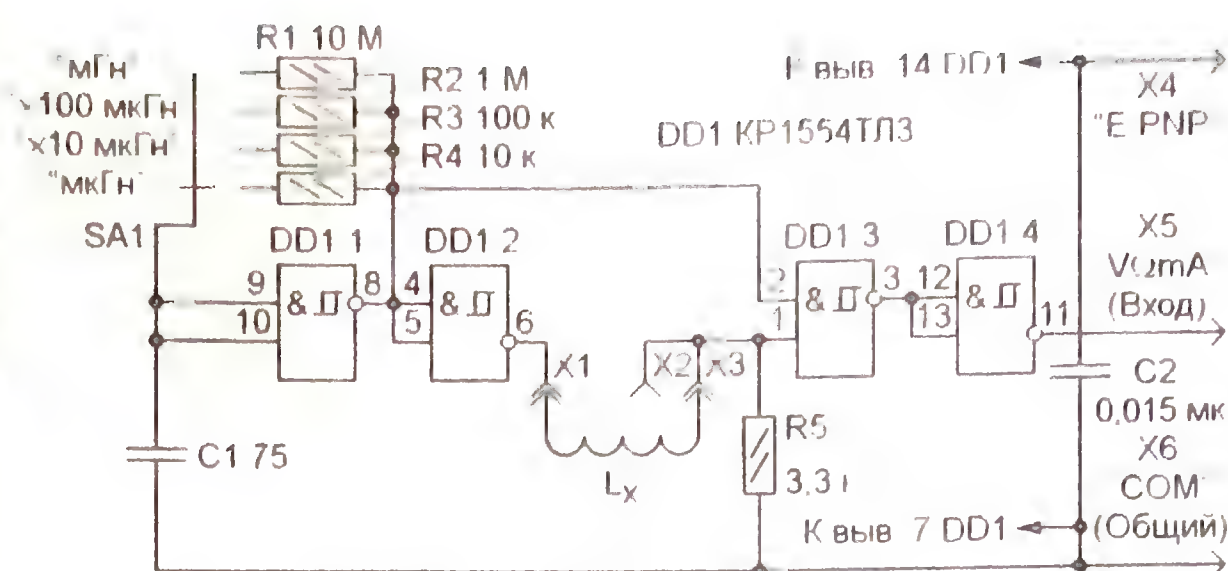 R1 10 М
"мГн"
×100 мкГн
×10 мкГн"
"мкГн"
R2 1 М
R3 100 к
R4 10 к
SA1
выв 14 DD1
X4
"E PNP
DD1 КР1554ТЛ3
DD1 1
DD1 2
DD1 3
DD1 4
X5
VΩmA
(Вход)
9
10
&
8
4
5
&
6
2
1
&
3
12
13
&
11
X1
X2
X3
C1 75
Lx
R5
3,3
C2
0,015 мк
X6
COM
(Общий)
К выв 7 DD1